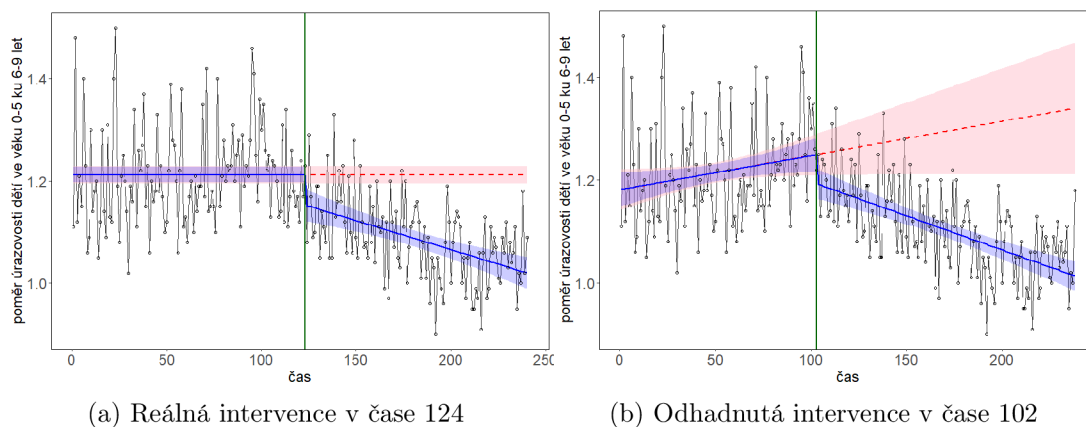 poměr úrazovosti dětí ve věku 0-5 ku 6-9 let
1.4
1.2
1.0
0
50
100
150
200
250
čas
(a) Reálná intervence v čase 124
poměr úrazovosti dětí ve věku 0-5 ku 6-9 let
1.4
1.2
1.0
0
50
100
150
200
čas
(b) Odhadnutá intervence v čase 102